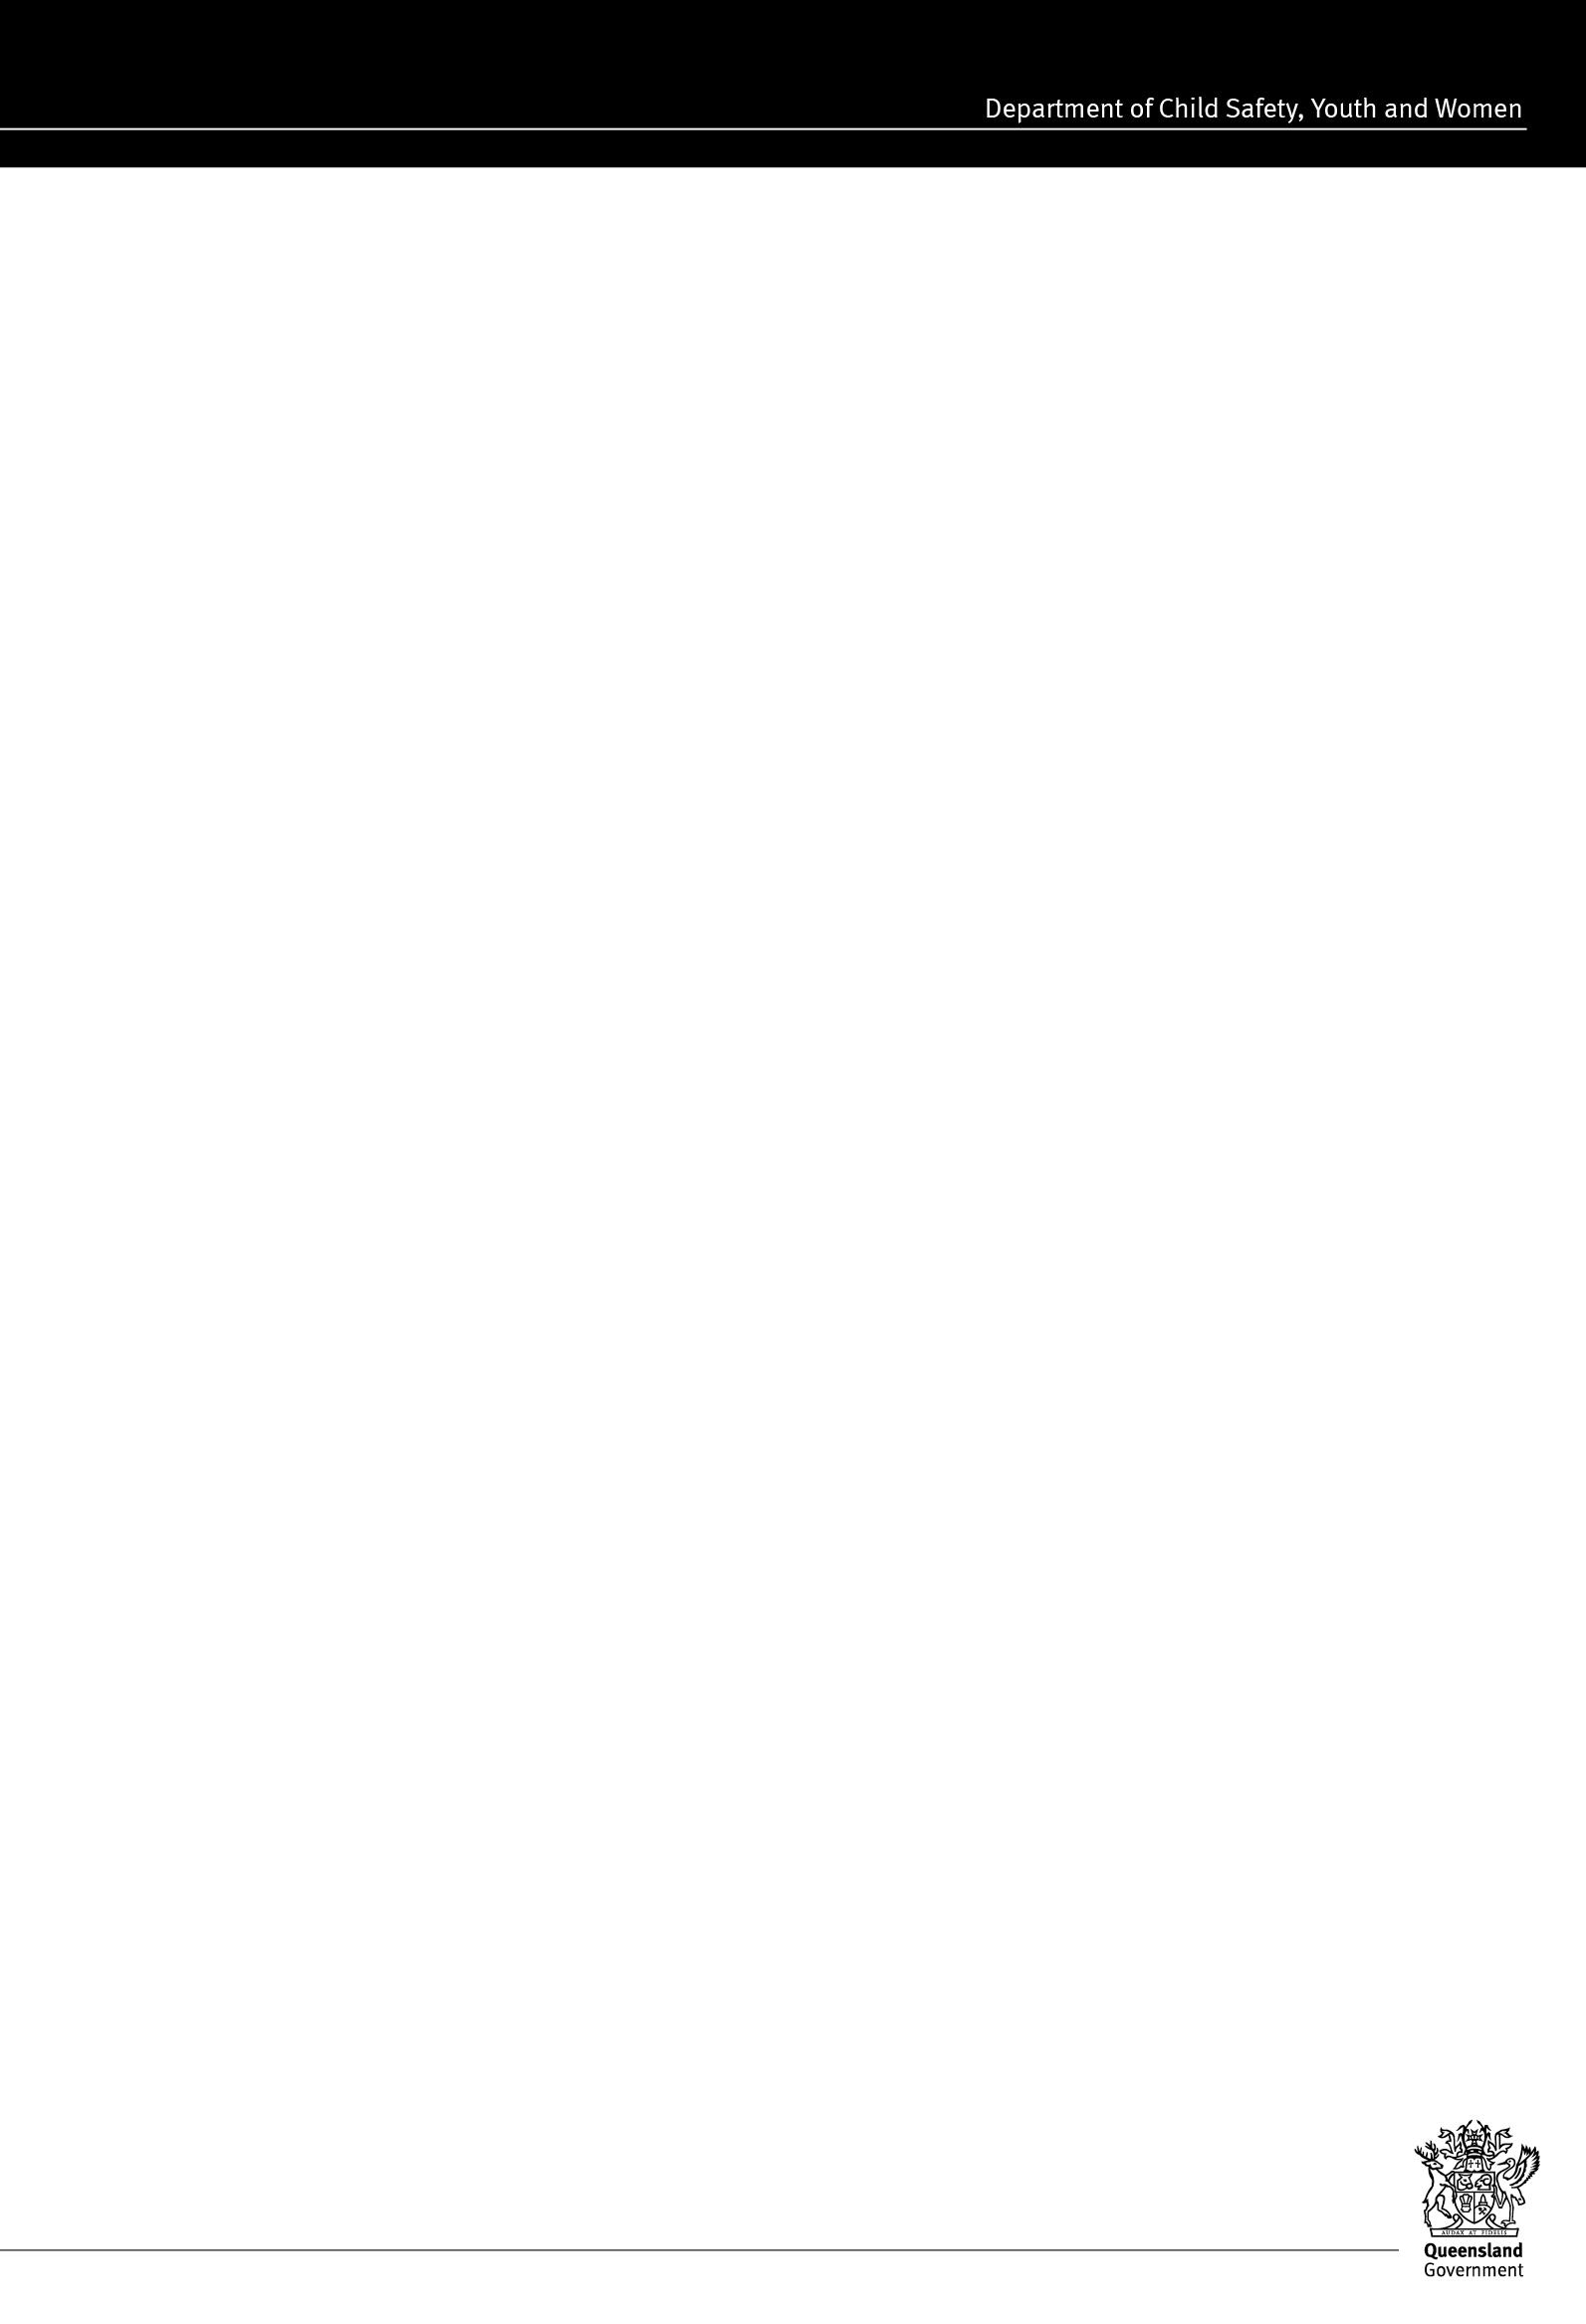 Department of Child Safety, Youth and Women
AUDAX AT FIDELIS
Queensland
Government